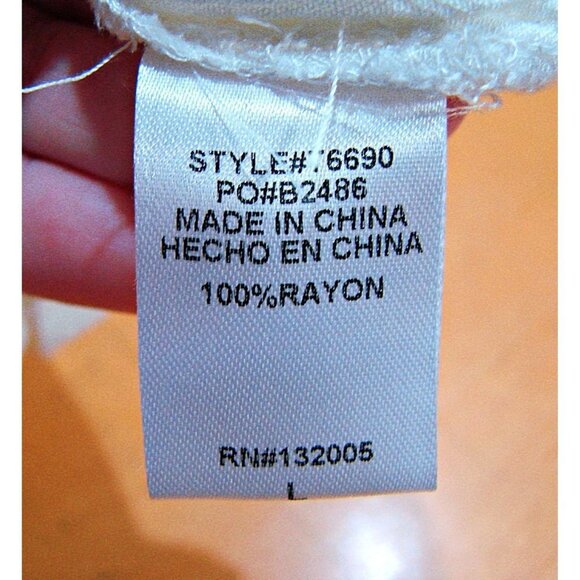 STYLE#76690
PO#B2486
MADE IN CHINA
HECHO EN CHINA
100%RAYON
RN#132005
L